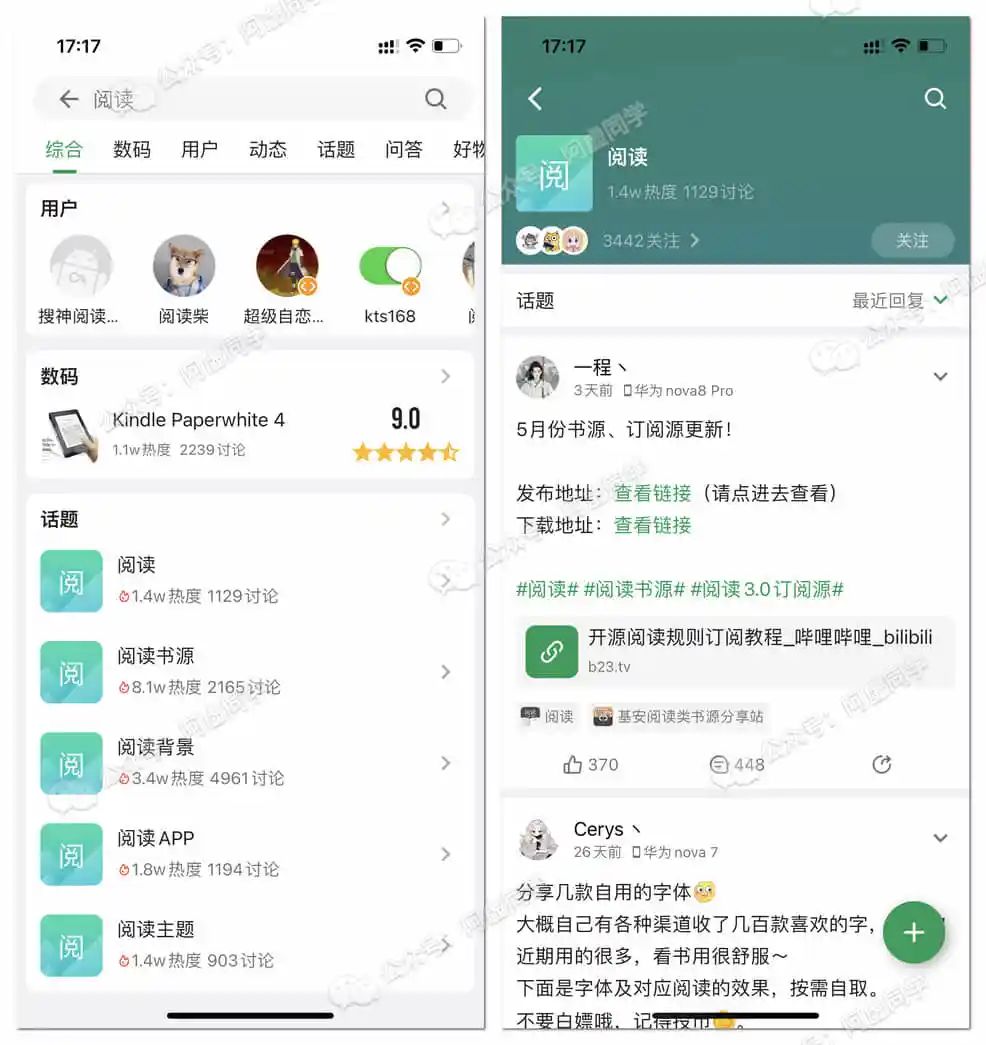 17:17
阅读
综合 数码 用户 动态 话题 问答 好物
用户
搜神阅读... 阅读柴 超级自恋... kts168
数码
Kindle Paperwhite 4
9.0
1.1w热度 2239讨论
话题
阅
阅读
1.4w热度 1129讨论
阅
阅读书源
8.1w热度 2165讨论
阅
阅读背景
3.4w热度 4961讨论
阅
阅读APP
1.8w热度 1194讨论
阅
阅读主题
1.4w热度 903讨论
17:17
阅
阅读
1.4w热度 1129讨论
3442关注
关注
话题
最近回复
一程丶
3天前 华为nova8 Pro
5月份书源、订阅源更新！
发布地址：查看链接（请点进去查看）
下载地址：查看链接
#阅读# #阅读书源# #阅读3.0订阅源#
开源阅读规则订阅教程_哔哩哔哩_bilibili
b23.tv
阅读 基安阅读类书源分享站
370 448
Cerys丶
26天前 华为nova 7
分享几款自用的字体
大概自己有各种渠道收了几百款喜欢的字，
近期用的很多，看书用很舒服～
下面是字体及对应阅读的效果，按需自取。
不要白嫖哦，记得投币。
公众号：阿虚同学